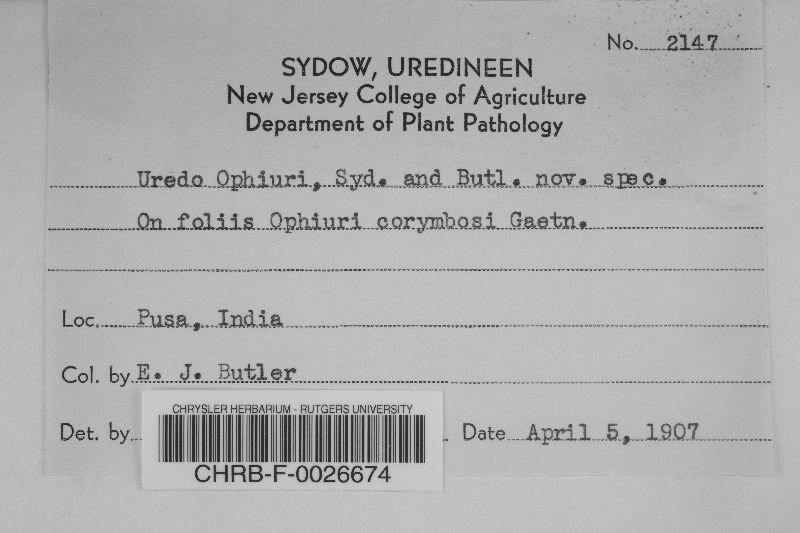 No. 2147
SYDOW, UREDINEEN
New Jersey College of Agriculture
Department of Plant Pathology
Uredo Ophiuri, Syd. and Butl. nov. spec.
On foliis Ophiuri corymbosi Gaetn.
Loc. Pusa, India
Col. by E. J. Butler
Det. by
Date April 5, 1907
CHRYSLER HERBARIUM - RUTGERS UNIVERSITY
CHRB-F-0026674